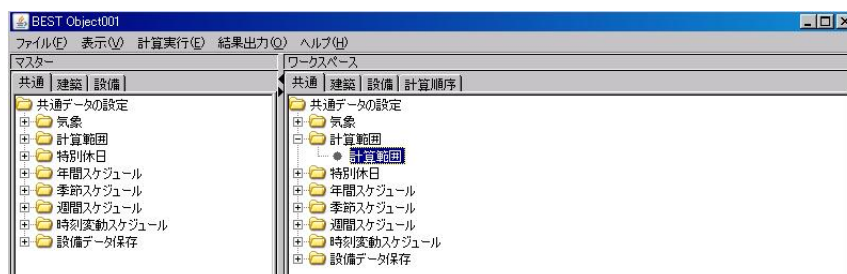 BEST Object001
ファイル(F) 表示(V) 計算実行(E) 結果出力(O) ヘルプ(H)
マスター
共通 建築 設備
共通データの設定
気象
計算範囲
特別休日
年間スケジュール
季節スケジュール
週間スケジュール
時刻変動スケジュール
設備データ保存
ワークスペース
共通 建築 設備 計算順序
共通データの設定
気象
計算範囲
計算範囲
特別休日
年間スケジュール
季節スケジュール
週間スケジュール
時刻変動スケジュール
設備データ保存